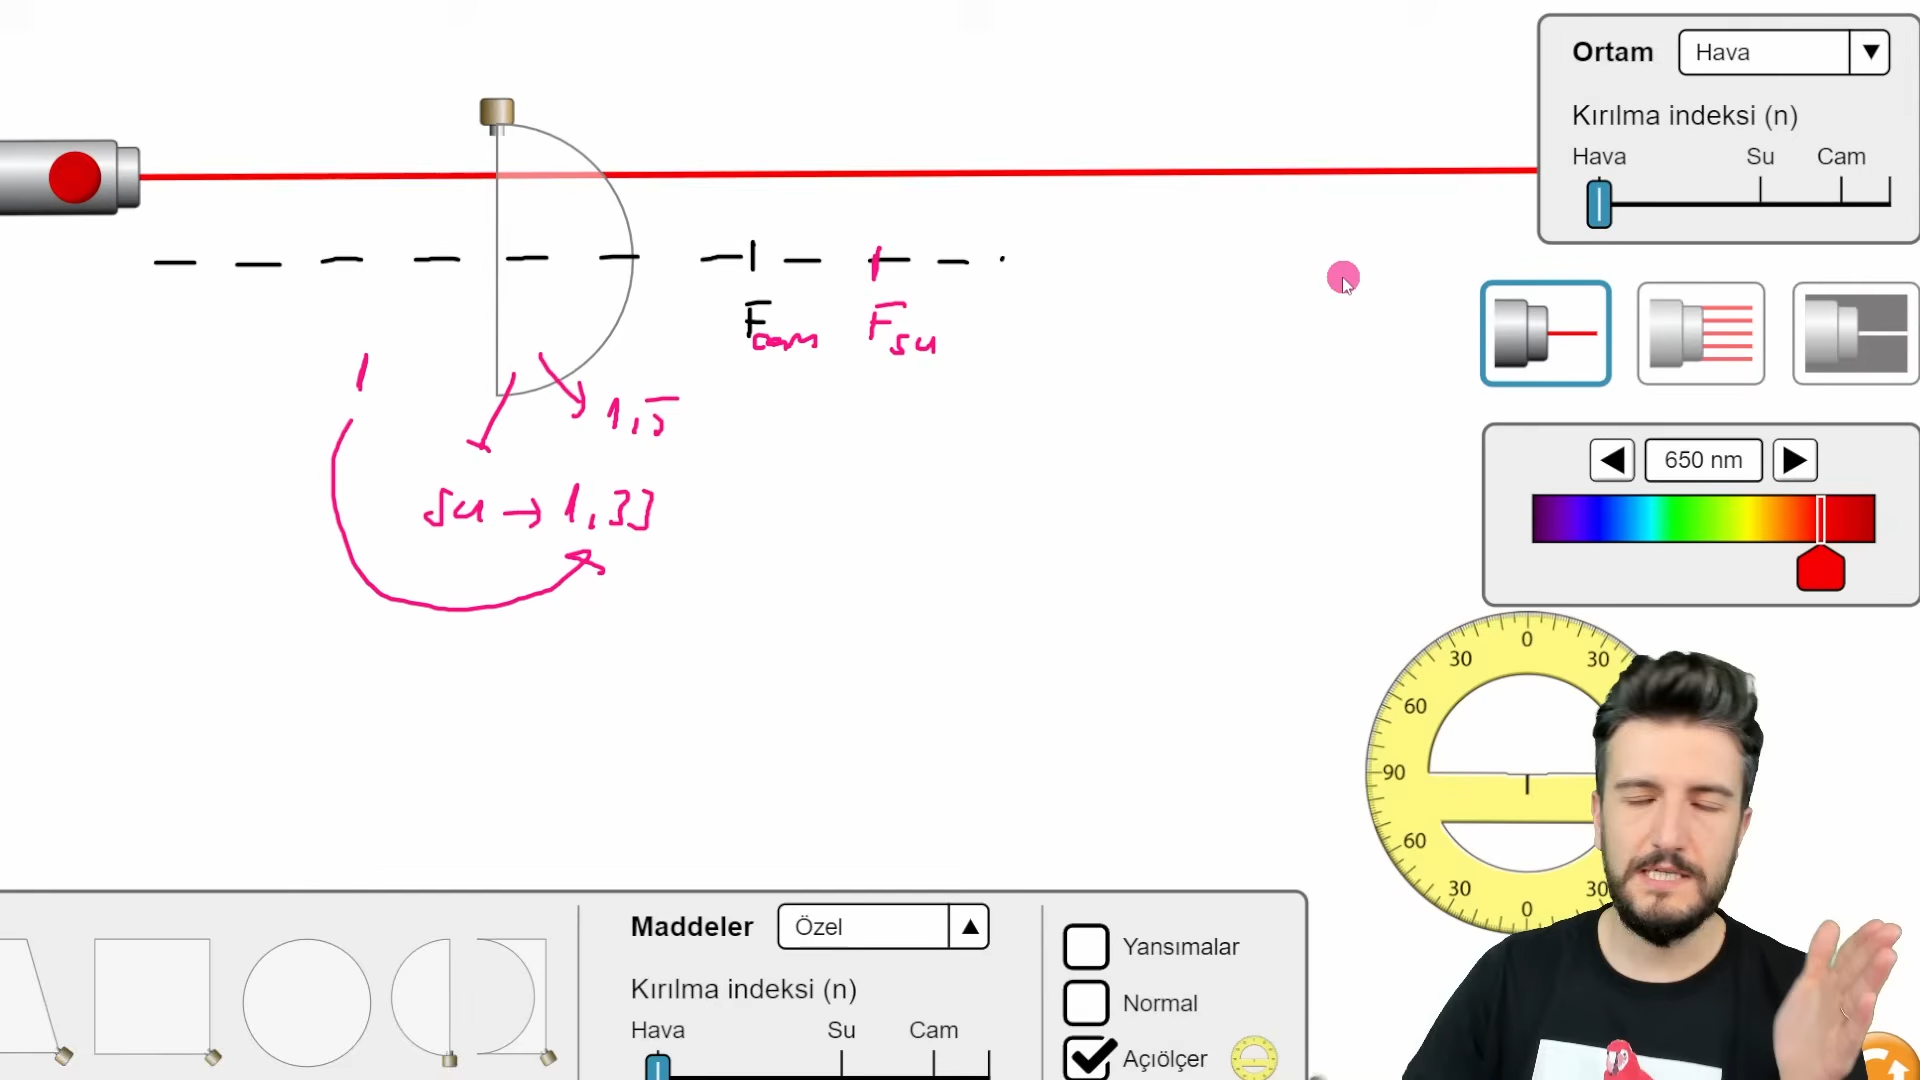 Ortam Hava
Kırılma indeksi (n)
Hava Su Cam
F cam F su
1
1,5
su → 1,33
650 nm
0
30 30
60
90
60
30 30
0
Maddeler Özel
Kırılma indeksi (n)
Hava Su Cam
Yansımalar
Normal
Açıölçer